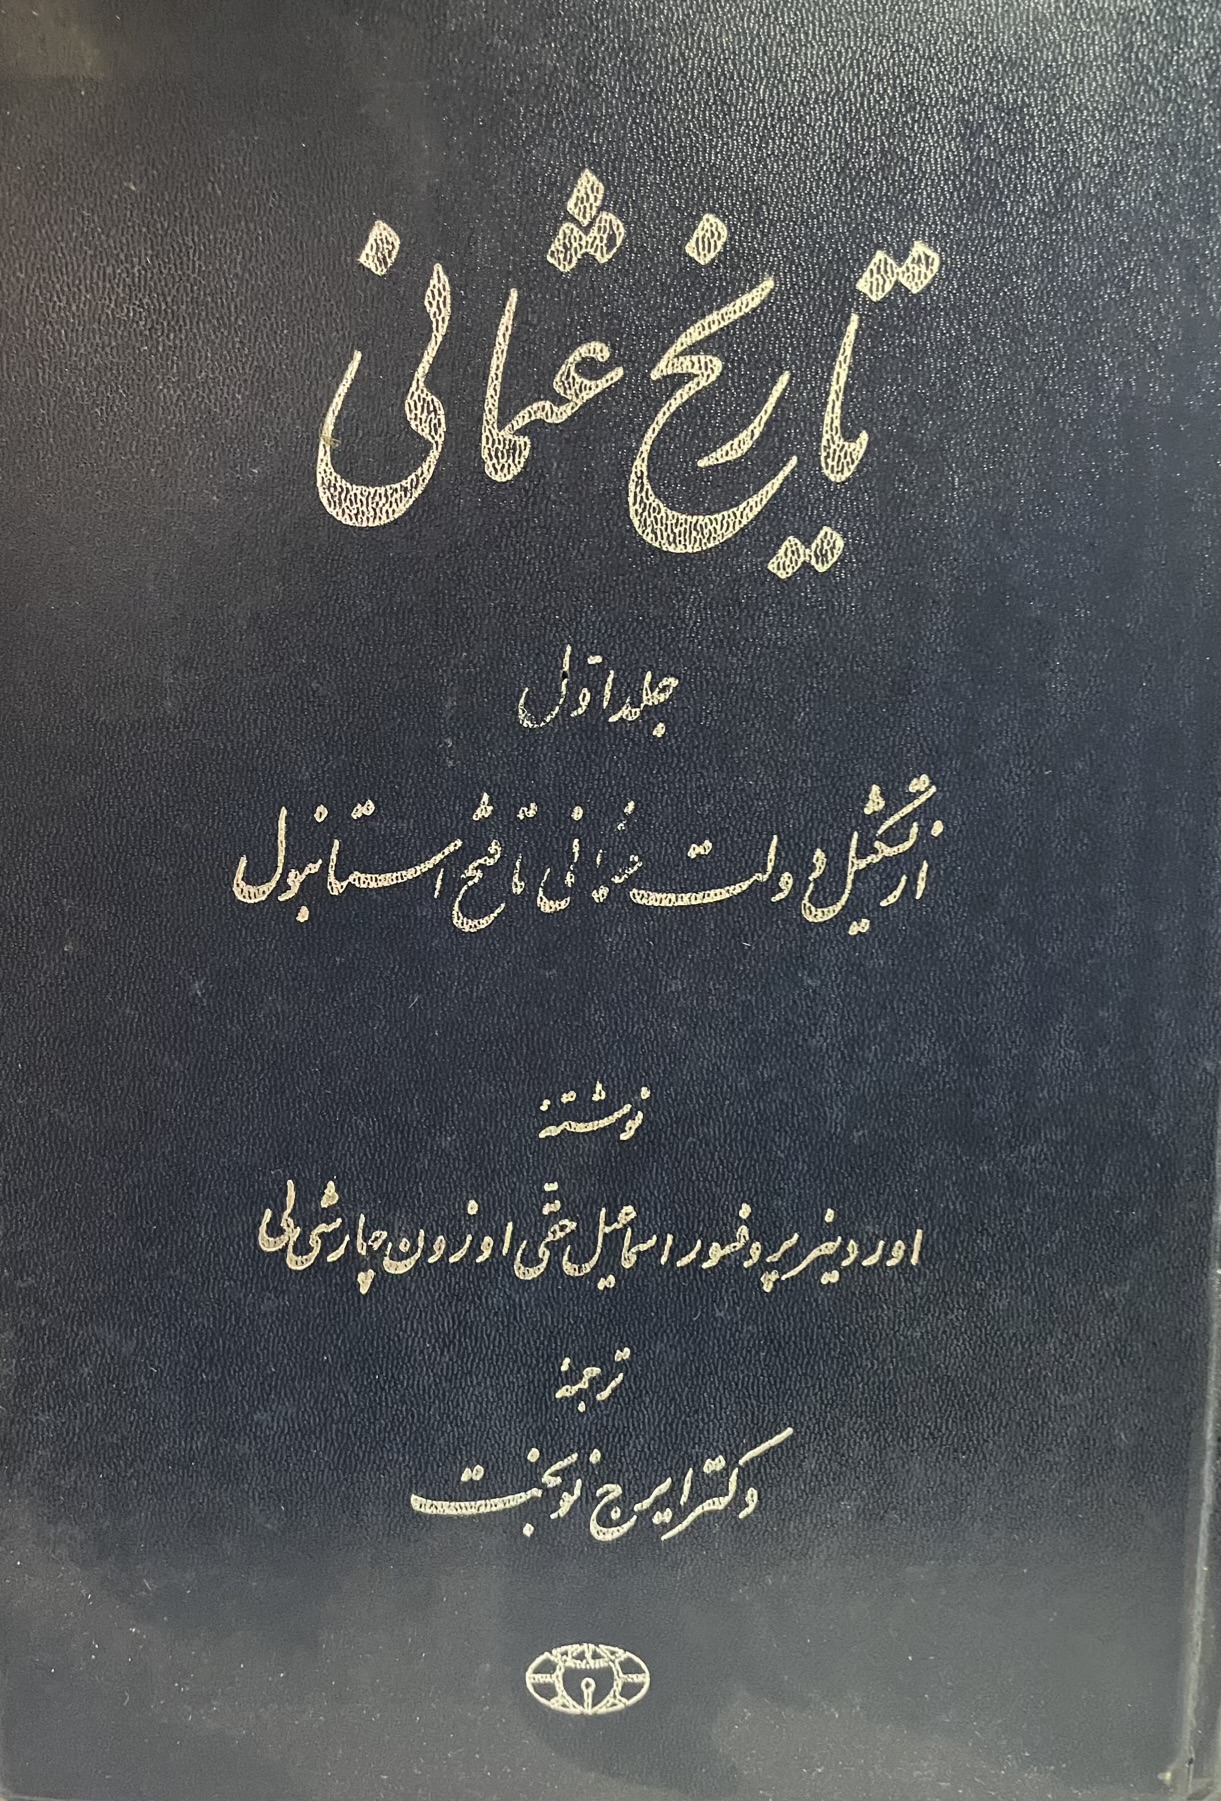 تاریخ عثمانی
جلد اوّل
از تشکیل دولت عثمانی تا فتح استانبول
نوشتهٔ
اوردینر پروفسور اسماعیل حقی اوزون چارشی لی
ترجمهٔ
دکتر ایرج نوبخت